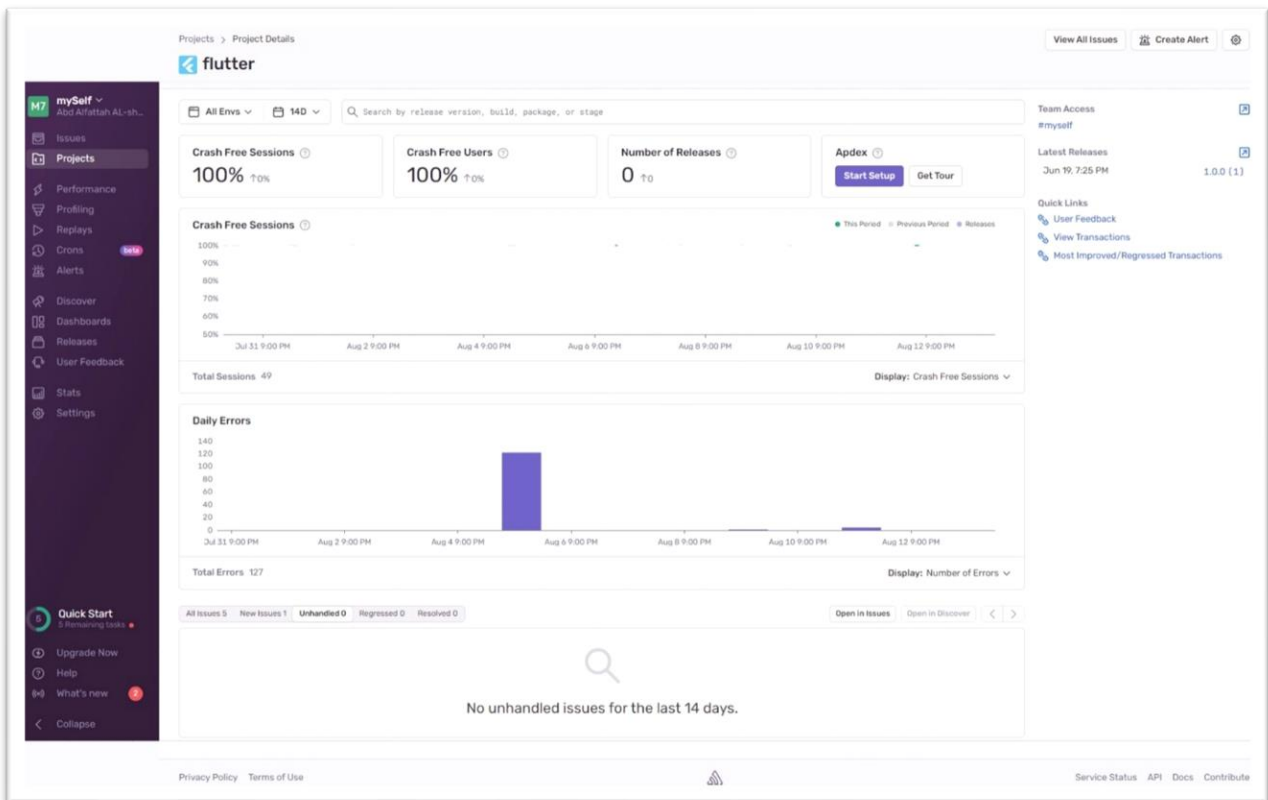 Projects > Project Details
View All Issues
Create Alert
flutter
M7
mySelf
Abd Alfattah AL-sh...
Issues
Projects
Performance
Profiling
Replays
Crons beta
Alerts
Discover
Dashboards
Releases
User Feedback
Stats
Settings
5
Quick Start
5 Remaining tasks
Upgrade Now
Help
What's new 2
Collapse
All Envs
14D
Search by release version, build, package, or stage
Crash Free Sessions
100% ↑0%
Crash Free Users
100% ↑0%
Number of Releases
0 ↑0
Apdex
Start Setup
Get Tour
Crash Free Sessions
This Period Previous Period Releases
100%
90%
80%
70%
60%
50%
Jul 31 9:00 PM Aug 2 9:00 PM Aug 4 9:00 PM Aug 6 9:00 PM Aug 8 9:00 PM Aug 10 9:00 PM Aug 12 9:00 PM
Total Sessions 49
Display: Crash Free Sessions
Daily Errors
140
120
100
80
60
40
20
0
Jul 31 9:00 PM Aug 2 9:00 PM Aug 4 9:00 PM Aug 6 9:00 PM Aug 8 9:00 PM Aug 10 9:00 PM Aug 12 9:00 PM
Total Errors 127
Display: Number of Errors
All Issues 5 New Issues 1 Unhandled 0 Regressed 0 Resolved 0
Open in Issues Open in Discover
No unhandled issues for the last 14 days.
Team Access
#myself
Latest Releases
Jun 19, 7:25 PM 1.0.0 (1)
Quick Links
User Feedback
View Transactions
Most Improved/Regressed Transactions
Privacy Policy Terms of Use
Service Status API Docs Contribute